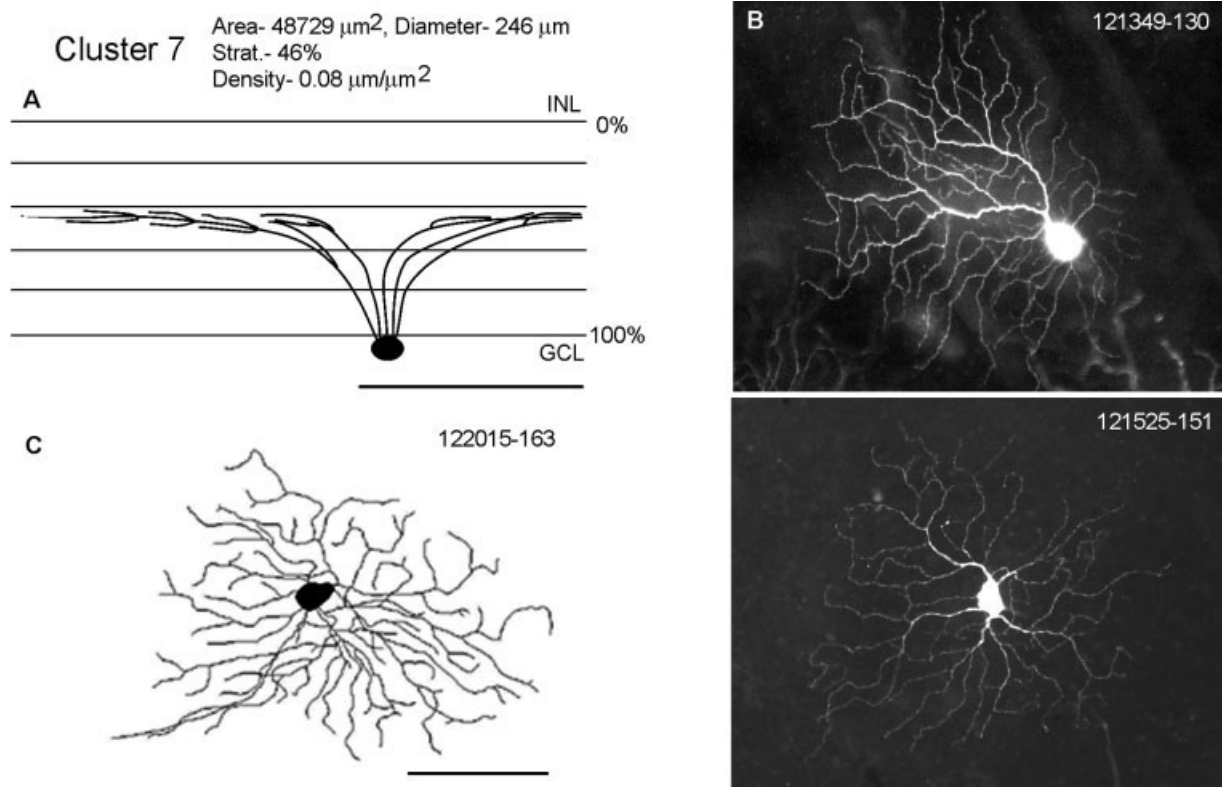 Cluster 7
Area- 48729 μm², Diameter- 246 μm
Strat.- 46%
Density- 0.08 μm/μm²
A
INL
0%
100%
GCL
B
121349-130
C
122015-163
121525-151